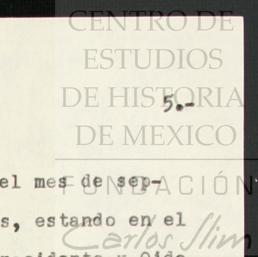 CENTRO DE
ESTUDIOS
DE HISTORIA
5.-
DE MEXICO
el mes de sep-
FUNDACIÓN
s, estando en el
Carlos Slim